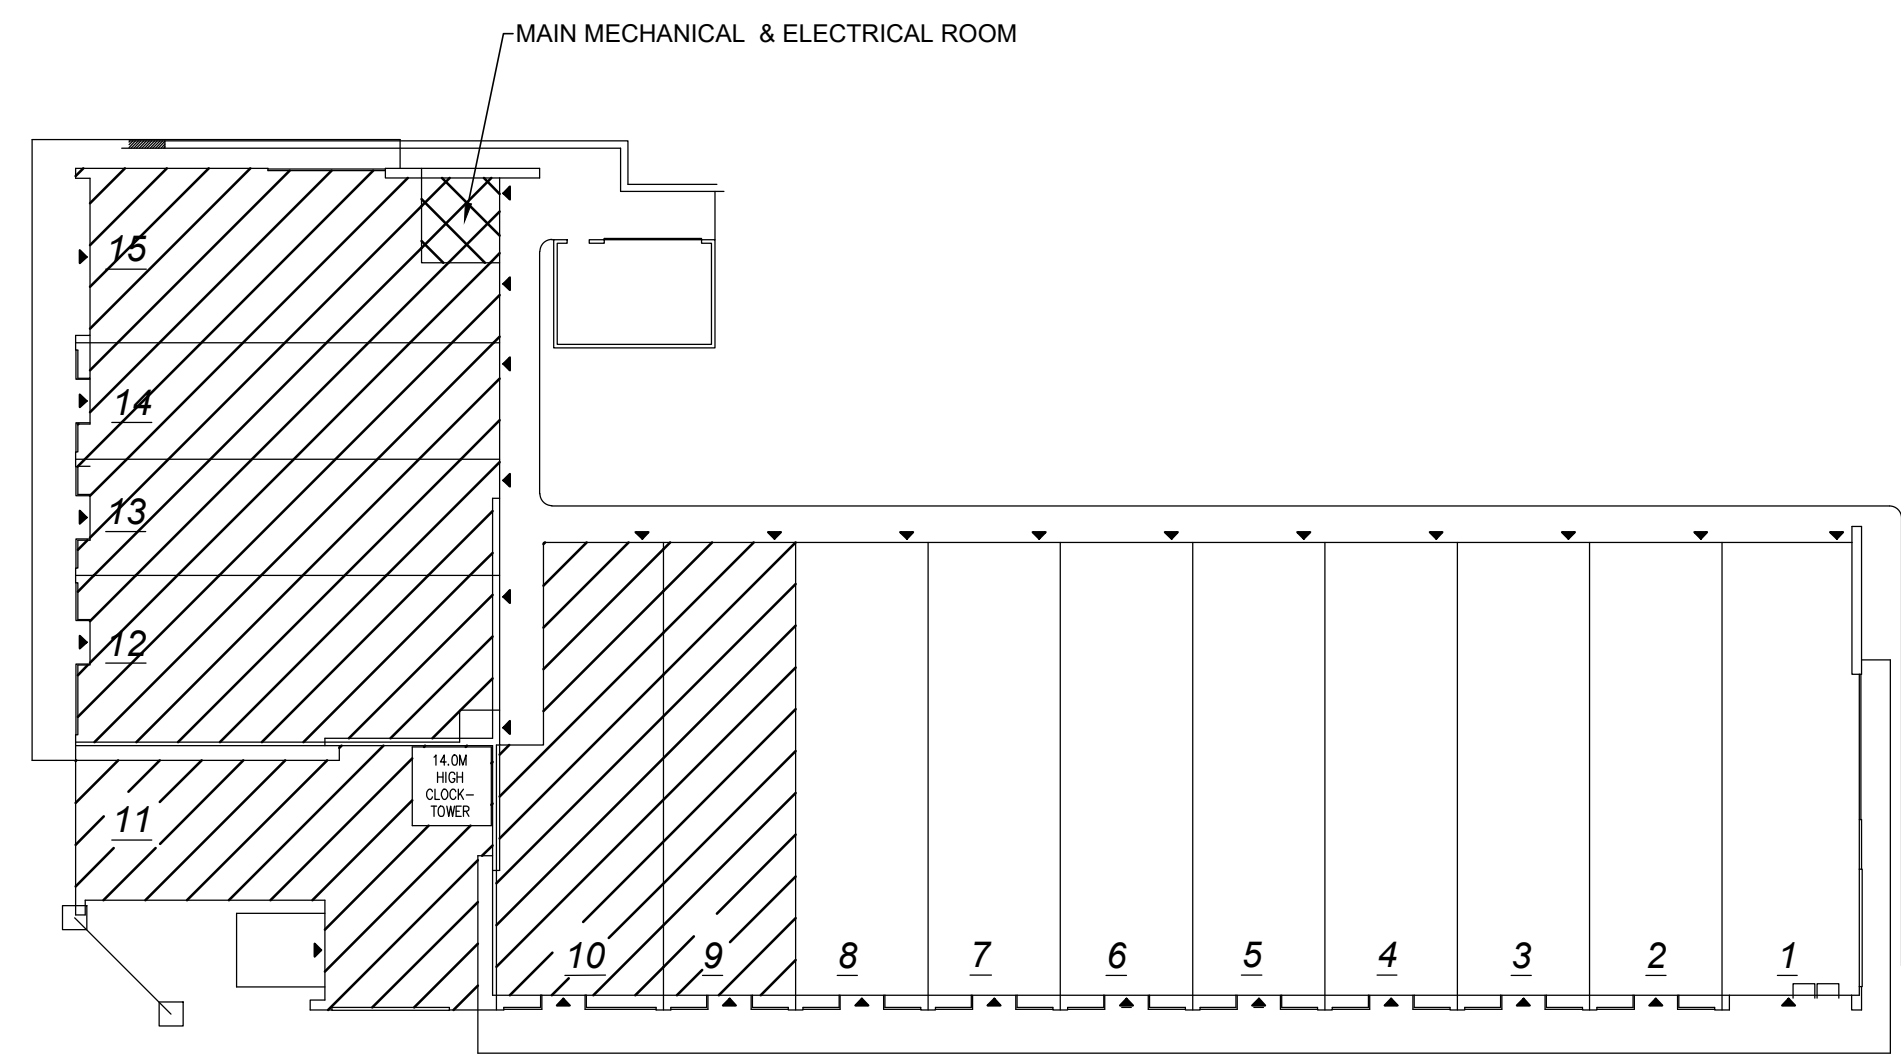 MAIN MECHANICAL & ELECTRICAL ROOM
15
14
13
12
14.0M
HIGH
CLOCK-
TOWER
11
10 9 8 7 6 5 4 3 2 1